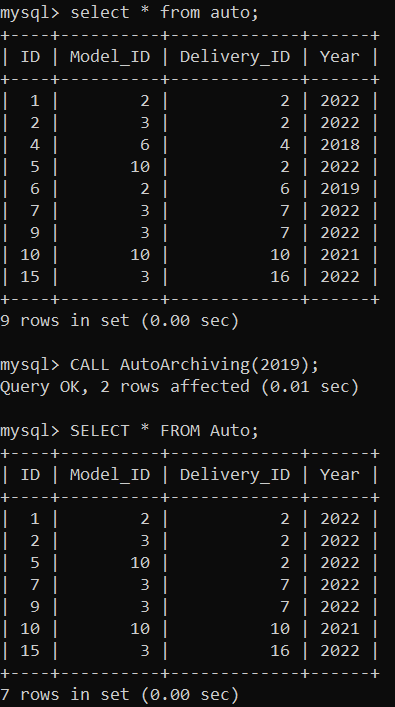 mysql> select * from auto;
+----+----------+-------------+------+
| ID | Model_ID | Delivery_ID | Year |
+----+----------+-------------+------+
|  1 |        2 |           2 | 2022 |
|  2 |        3 |           2 | 2022 |
|  4 |        6 |           4 | 2018 |
|  5 |       10 |           2 | 2022 |
|  6 |        2 |           6 | 2019 |
|  7 |        3 |           7 | 2022 |
|  9 |        3 |           7 | 2022 |
| 10 |       10 |          10 | 2021 |
| 15 |        3 |          16 | 2022 |
+----+----------+-------------+------+
9 rows in set (0.00 sec)

mysql> CALL AutoArchiving(2019);
Query OK, 2 rows affected (0.01 sec)

mysql> SELECT * FROM Auto;
+----+----------+-------------+------+
| ID | Model_ID | Delivery_ID | Year |
+----+----------+-------------+------+
|  1 |        2 |           2 | 2022 |
|  2 |        3 |           2 | 2022 |
|  5 |       10 |           2 | 2022 |
|  7 |        3 |           7 | 2022 |
|  9 |        3 |           7 | 2022 |
| 10 |       10 |          10 | 2021 |
| 15 |        3 |          16 | 2022 |
+----+----------+-------------+------+
7 rows in set (0.00 sec)